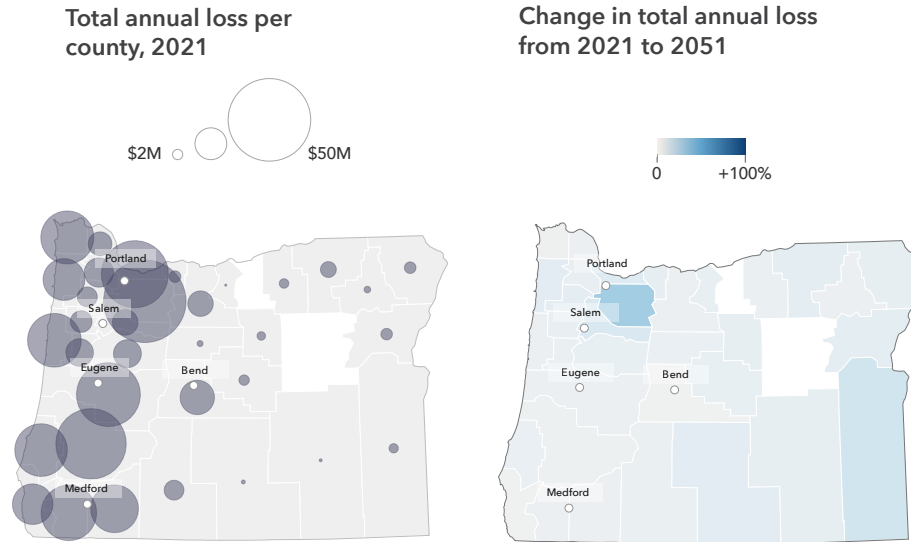 Total annual loss per
county, 2021
$2M
$50M
Portland
Salem
Eugene
Bend
Medford
Change in total annual loss
from 2021 to 2051
0
+100%
Portland
Salem
Eugene
Bend
Medford